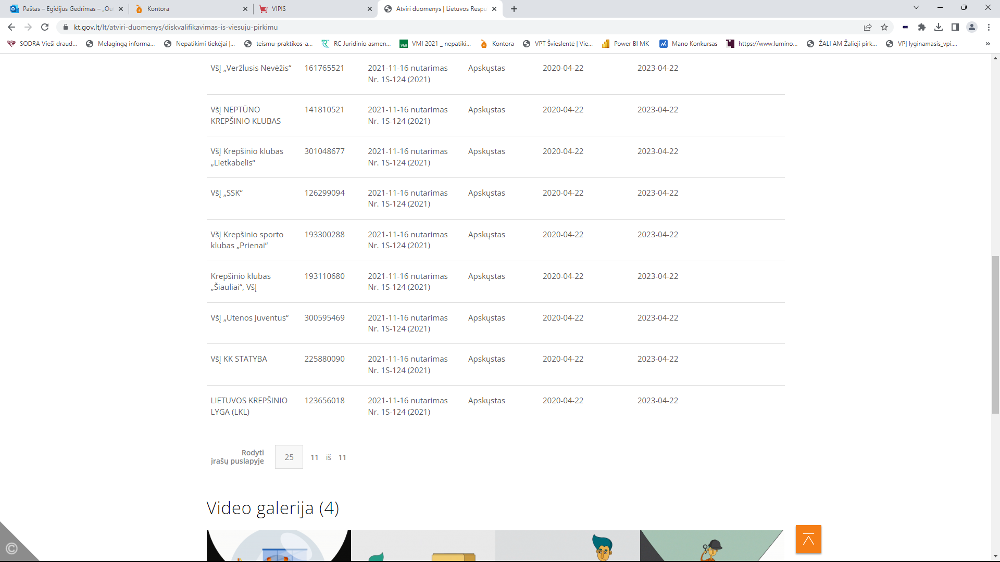 Paštas – Egidijus Gedrimas – „Out
Kontora
VIPIS
Atviri duomenys | Lietuvos Respu
kt.gov.lt/lt/atviri-duomenys/diskvalifikavimas-is-viesuju-pirkimu
SODRA Vieši draud...
Melagingą informa...
Nepatikimi tiekėjai |...
teismu-praktikos-a...
RC Juridinio asmen...
VMI 2021 _ nepatiki...
Kontora
VPT Švieslentė | Vie...
Power BI MK
Mano Konkursas
https://www.lumino...
ŽALI AM Žalieji pirk...
VPĮ lyginamasis_vpi....
VšĮ „Veržlusis Nevėžis“ 161765521 2021-11-16 nutarimas Apskųstas 2020-04-22 2023-04-22
Nr. 1S-124 (2021)
VšĮ NEPTŪNO 141810521 2021-11-16 nutarimas Apskųstas 2020-04-22 2023-04-22
KREPŠINIO KLUBAS Nr. 1S-124 (2021)
VšĮ Krepšinio klubas 301048677 2021-11-16 nutarimas Apskųstas 2020-04-22 2023-04-22
„Lietkabelis“ Nr. 1S-124 (2021)
VšĮ „SSK“ 126299094 2021-11-16 nutarimas Apskųstas 2020-04-22 2023-04-22
Nr. 1S-124 (2021)
VšĮ Krepšinio sporto 193300288 2021-11-16 nutarimas Apskųstas 2020-04-22 2023-04-22
klubas „Prienai“ Nr. 1S-124 (2021)
Krepšinio klubas 193110680 2021-11-16 nutarimas Apskųstas 2020-04-22 2023-04-22
„Šiauliai“, VšĮ Nr. 1S-124 (2021)
VšĮ „Utenos Juventus“ 300595469 2021-11-16 nutarimas Apskųstas 2020-04-22 2023-04-22
Nr. 1S-124 (2021)
VšĮ KK STATYBA 225880090 2021-11-16 nutarimas Apskųstas 2020-04-22 2023-04-22
Nr. 1S-124 (2021)
LIETUVOS KREPŠINIO 123656018 2021-11-16 nutarimas Apskųstas 2020-04-22 2023-04-22
LYGA (LKL) Nr. 1S-124 (2021)
Rodyti
įrašų puslapyje
25 11 iš 11
Video galerija (4)
©